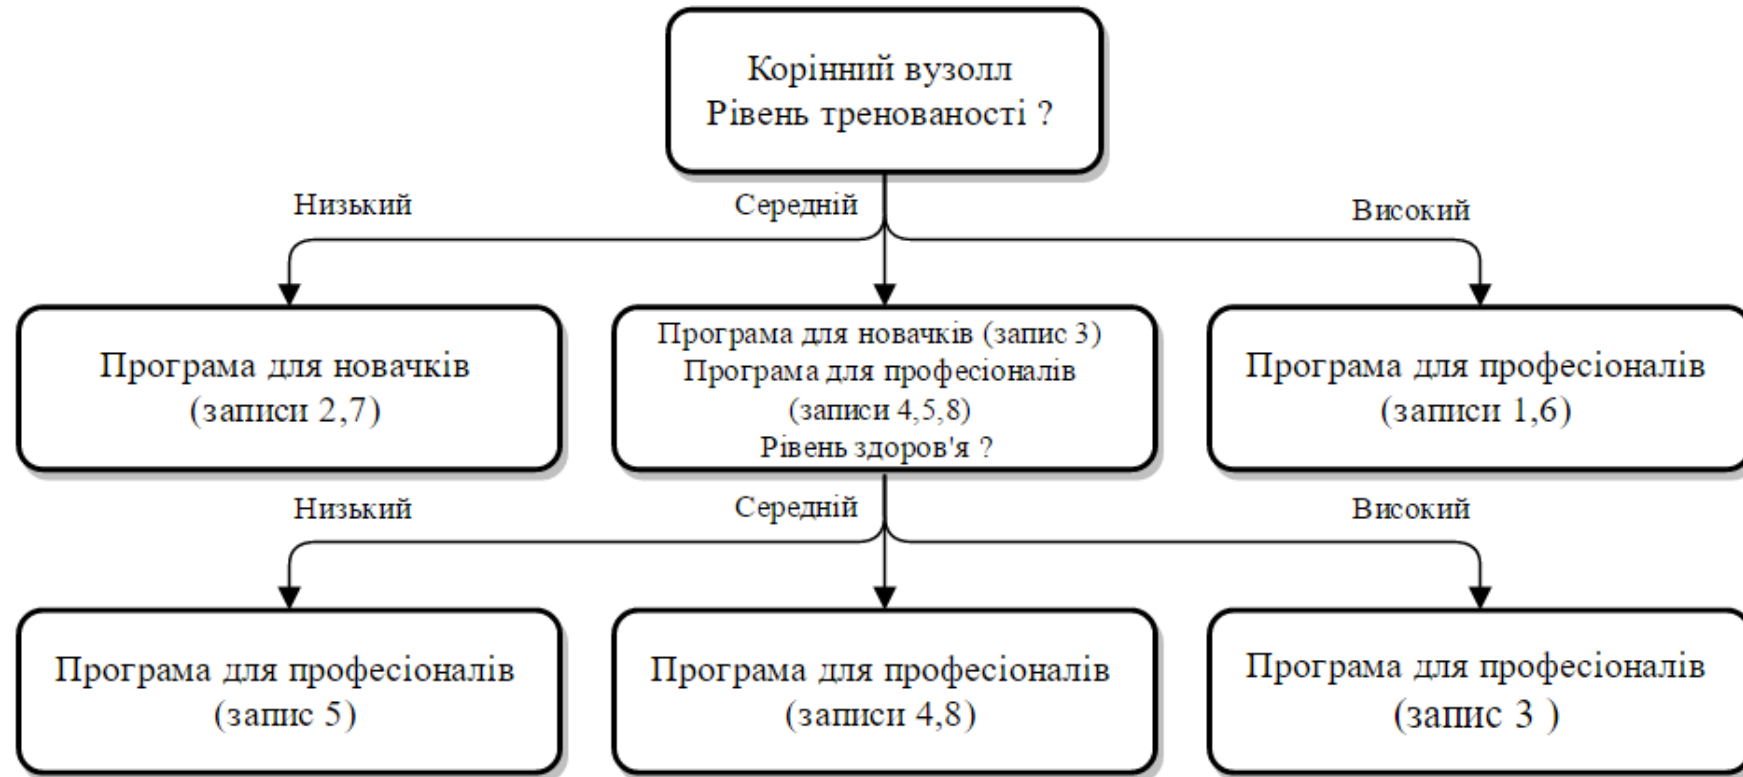 Корінний вузолл
Рівень тренованості ?
Низький
Середній
Високий
Програма для новачків
(записи 2,7)
Програма для новачків (запис 3)
Програма для професіоналів
(записи 4,5,8)
Рівень здоров'я ?
Програма для професіоналів
(записи 1,6)
Низький
Середній
Високий
Програма для професіоналів
(запис 5)
Програма для професіоналів
(записи 4,8)
Програма для професіоналів
(запис 3 )